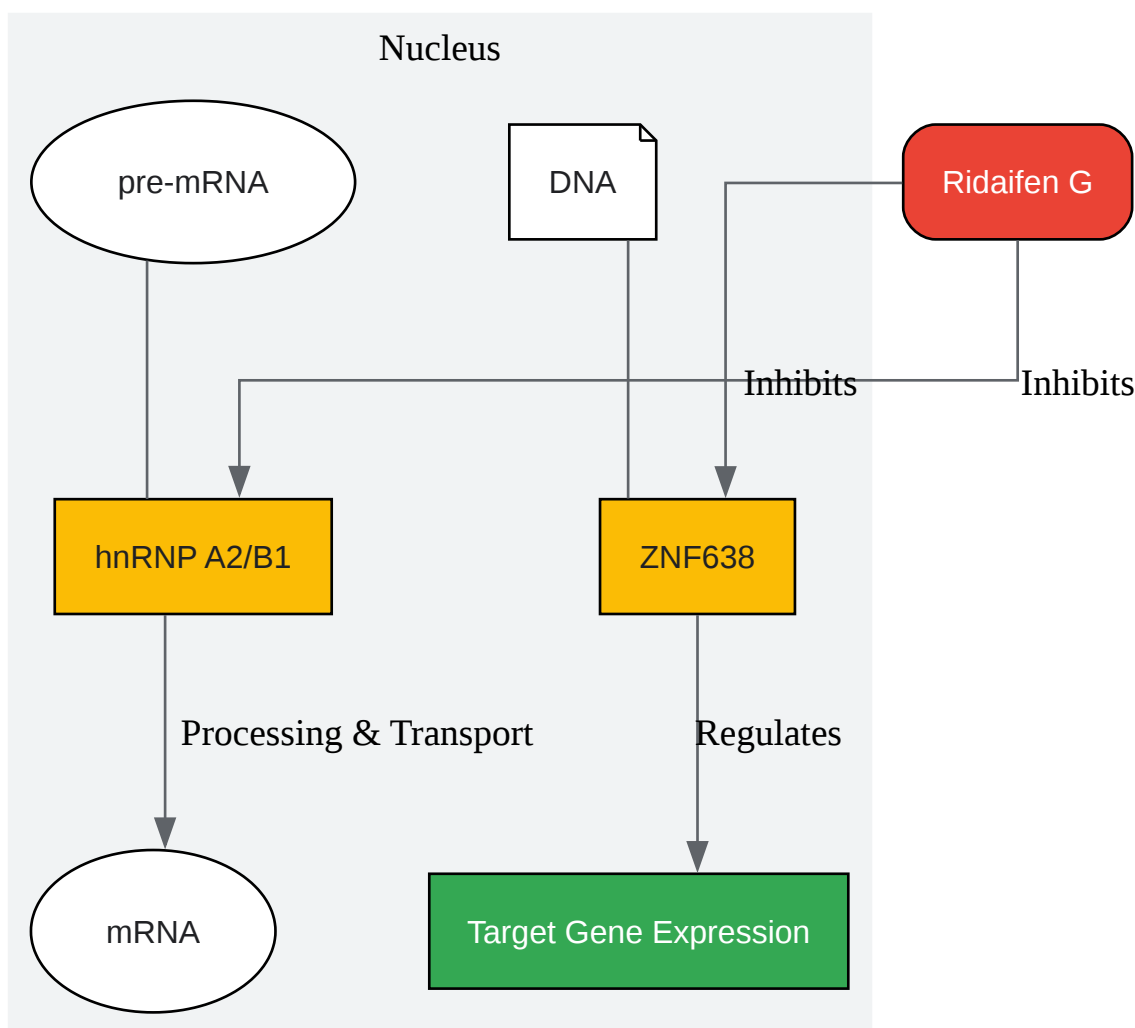 Nucleus
pre-mRNA
DNA
Ridaifen G
Inhibits
Inhibits
hnRNP A2/B1
ZNF638
Processing & Transport
Regulates
mRNA
Target Gene Expression